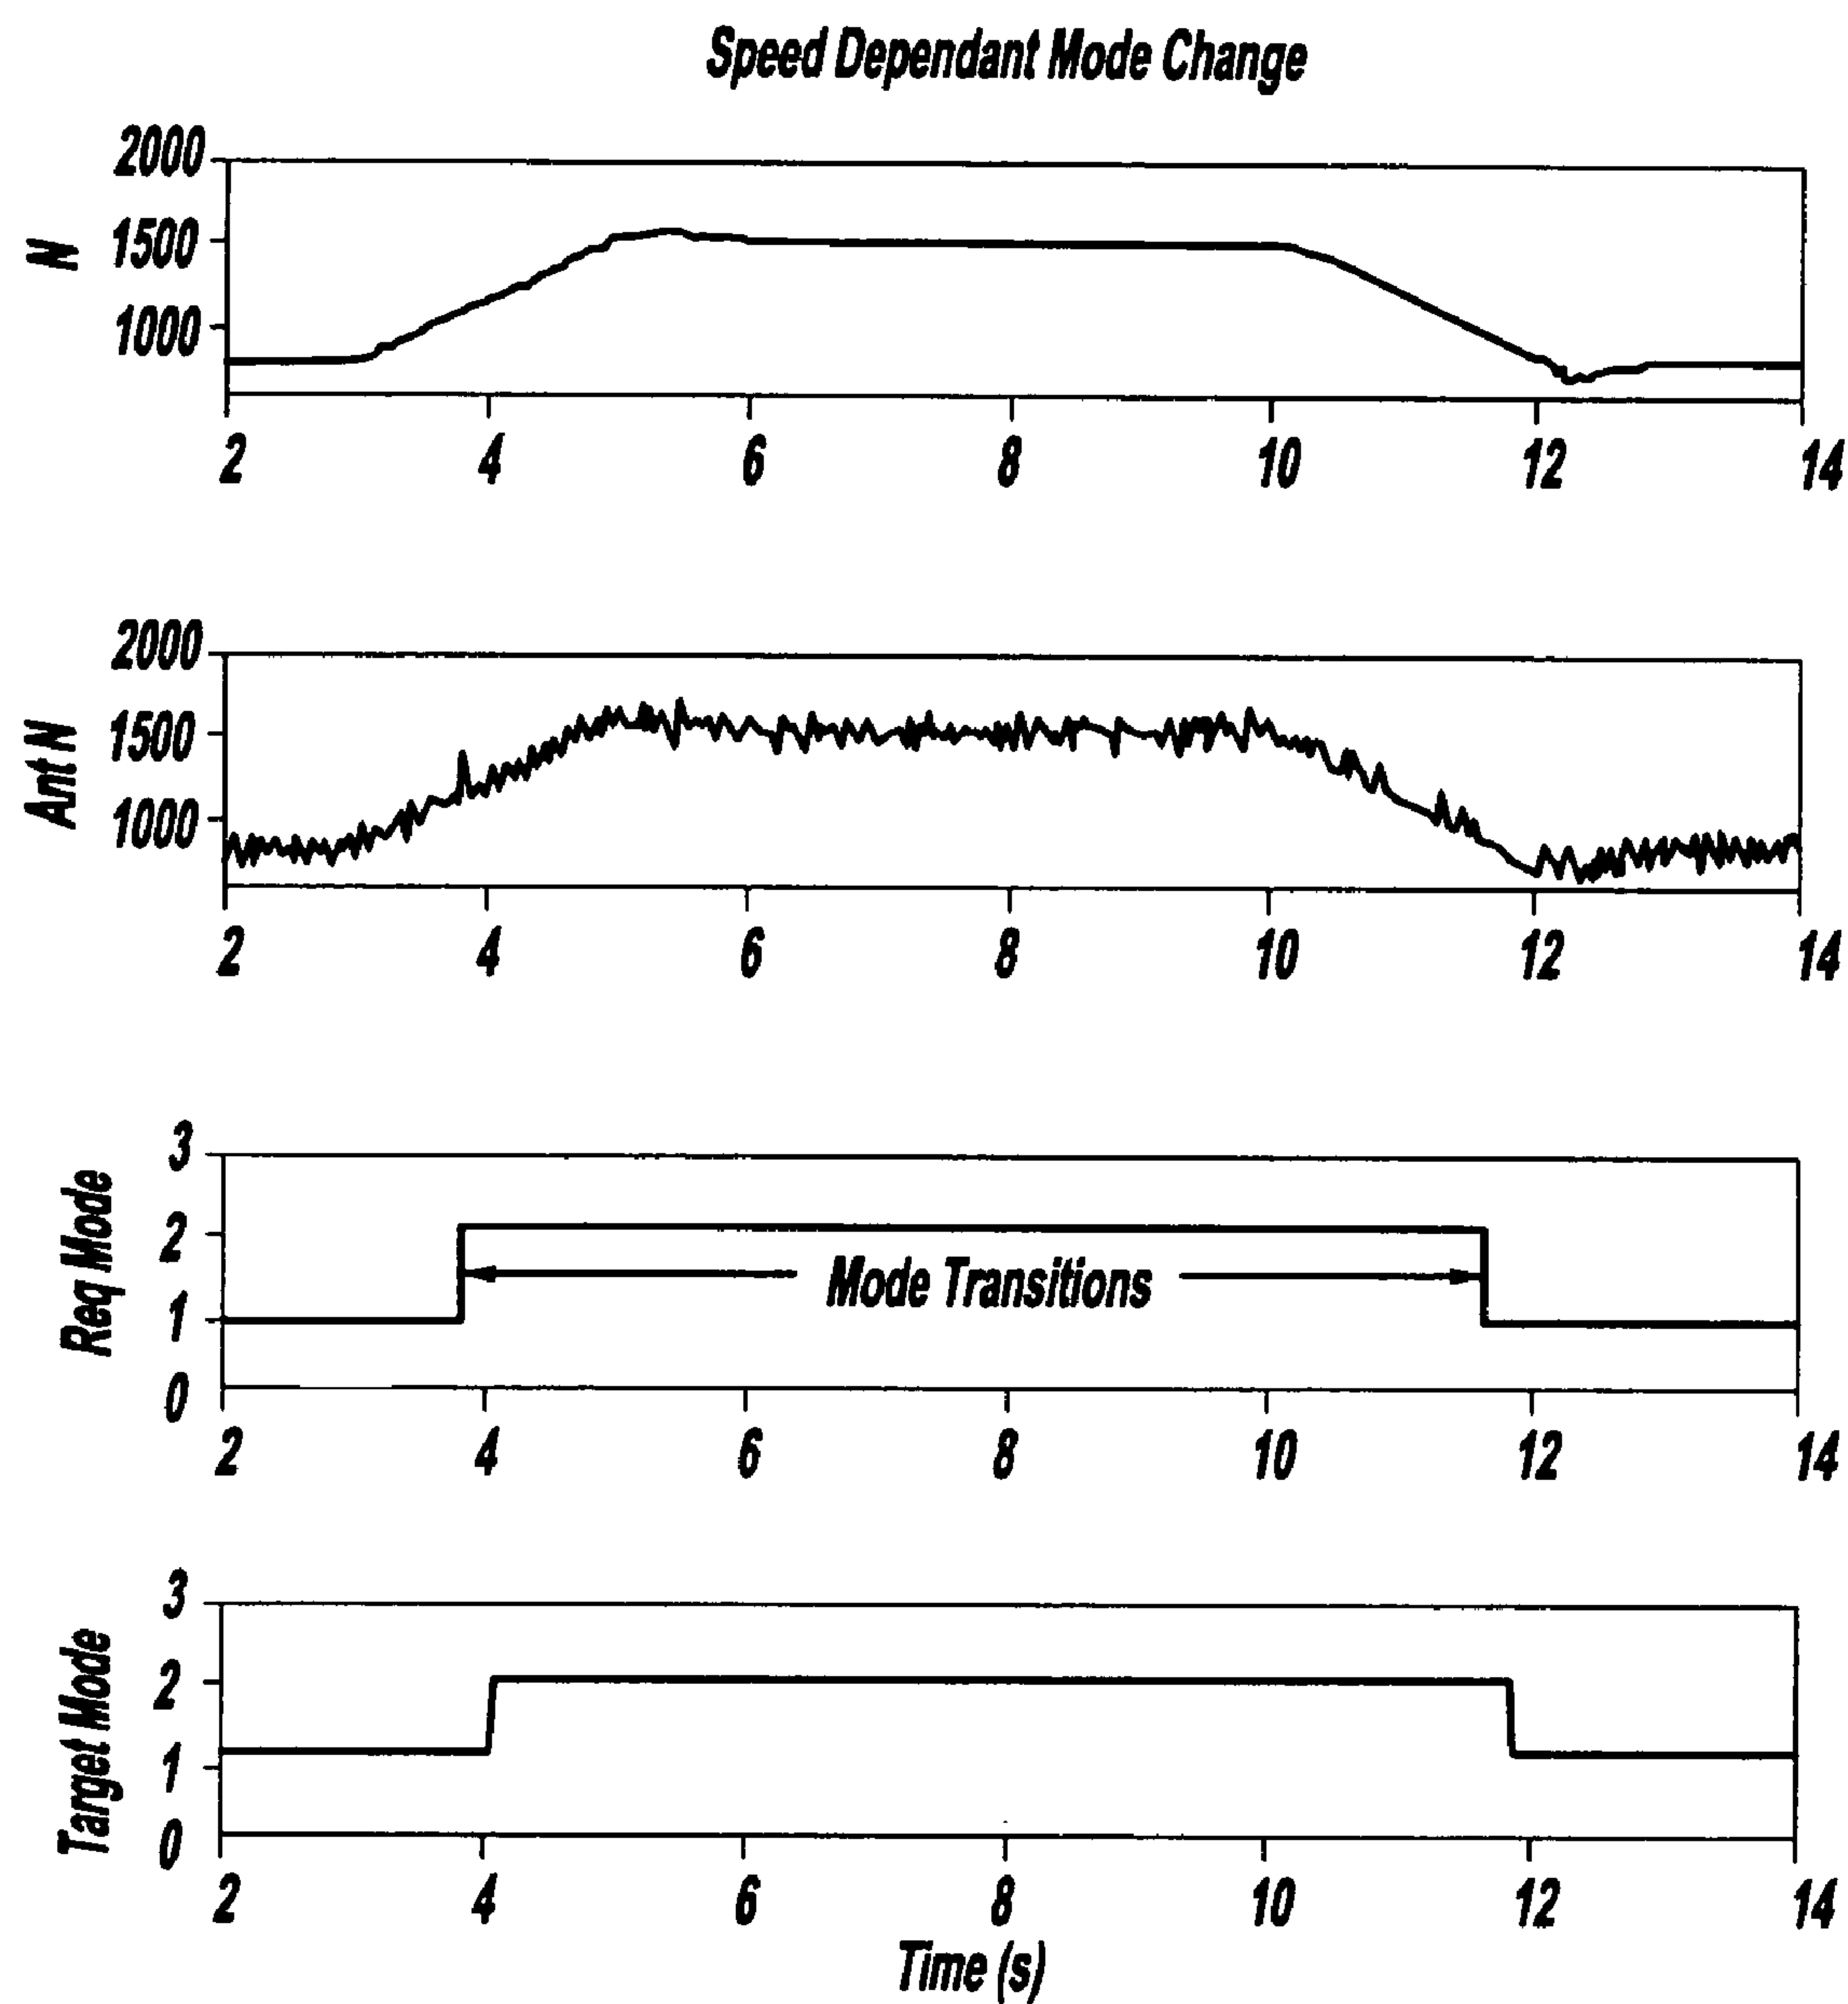 Speed Dependant Mode Change
N
2000
1500
1000
2 4 6 8 10 12 14
Ant N
2000
1500
1000
2 4 6 8 10 12 14
Req Mode
3
2
1
0
Mode Transitions
2 4 6 8 10 12 14
Target Mode
3
2
1
0
2 4 6 8 10 12 14
Time (s)